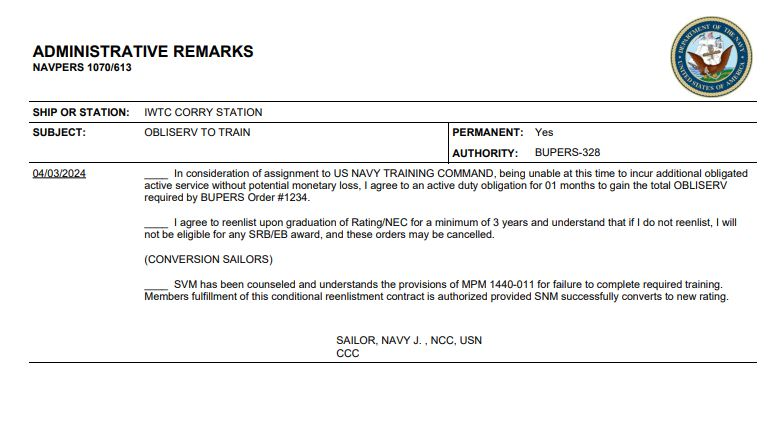 ADMINISTRATIVE REMARKS
NAVPERS 1070/613
DEPARTMENT OF THE NAVY
UNITED STATES OF AMERICA
SHIP OR STATION: IWTC CORRY STATION
SUBJECT: OBLISERV TO TRAIN
PERMANENT: Yes
AUTHORITY: BUPERS-328
04/03/2024
____ In consideration of assignment to US NAVY TRAINING COMMAND, being unable at this time to incur additional obligated
active service without potential monetary loss, I agree to an active duty obligation for 01 months to gain the total OBLISERV
required by BUPERS Order #1234.
____ I agree to reenlist upon graduation of Rating/NEC for a minimum of 3 years and understand that if I do not reenlist, I will
not be eligible for any SRB/EB award, and these orders may be cancelled.
(CONVERSION SAILORS)
____ SVM has been counseled and understands the provisions of MPM 1440-011 for failure to complete required training.
Members fulfillment of this conditional reenlistment contract is authorized provided SNM successfully converts to new rating.
SAILOR, NAVY J. , NCC, USN
CCC